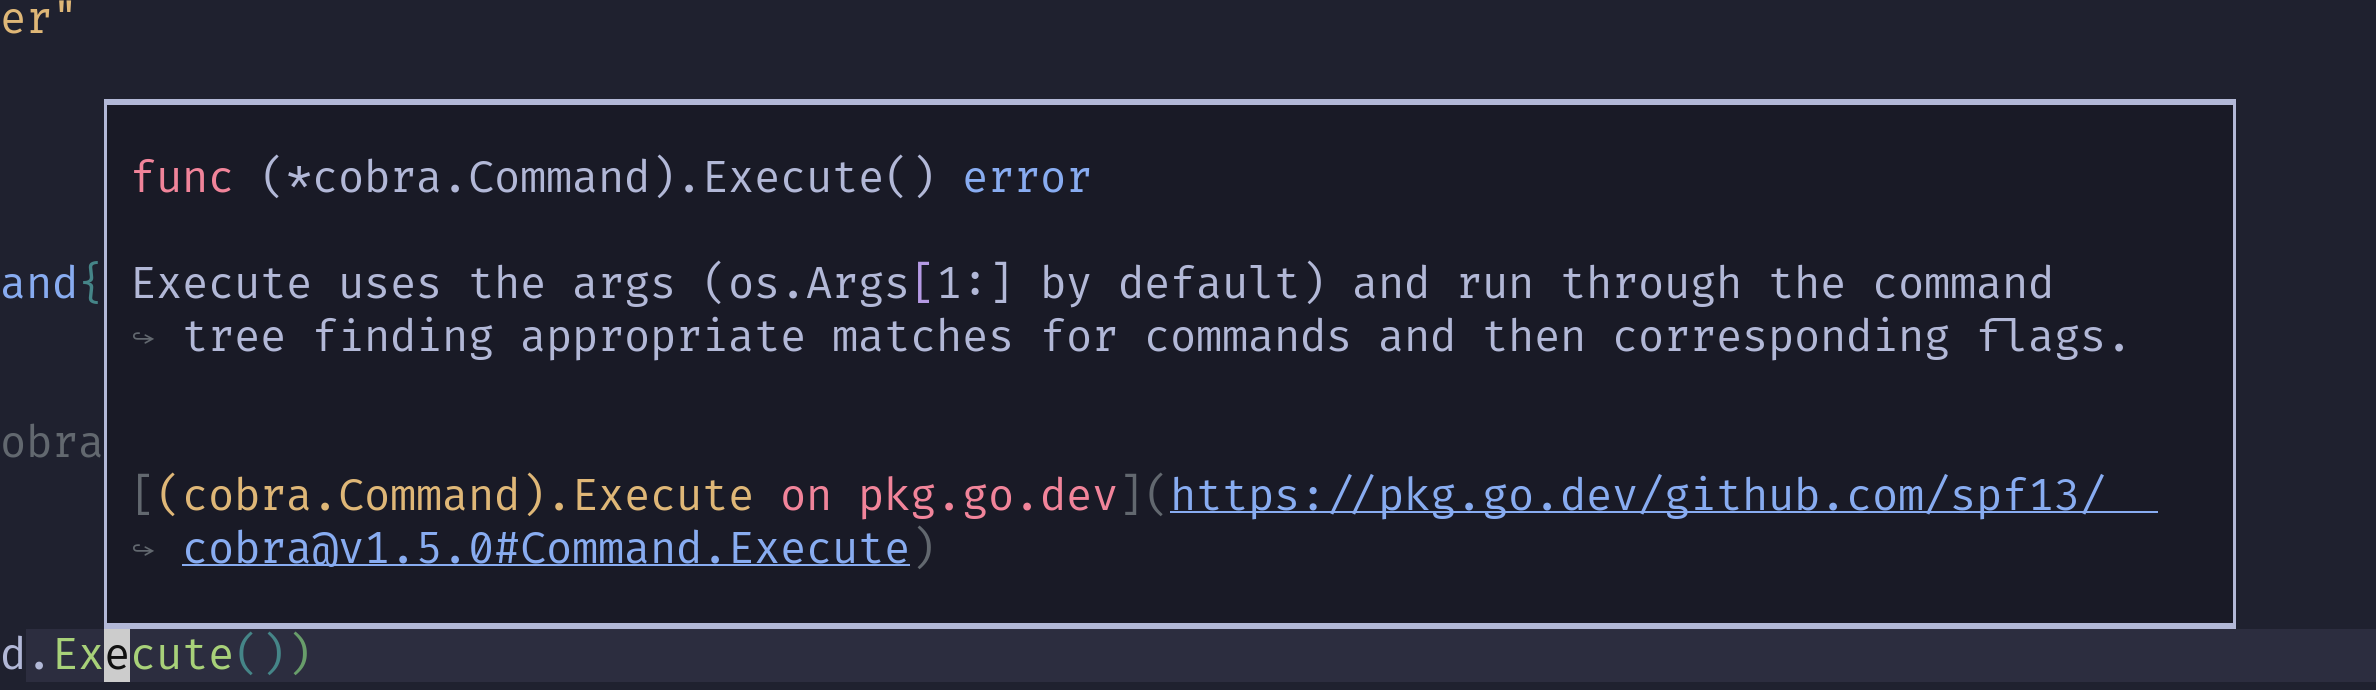 er"
func (*cobra.Command).Execute() error
and{
Execute uses the args (os.Args[1:] by default) and run through the command
↪ tree finding appropriate matches for commands and then corresponding flags.
obra
[(cobra.Command).Execute on pkg.go.dev](https://pkg.go.dev/github.com/spf13/
↪ cobra@v1.5.0#Command.Execute)
d.Execute())